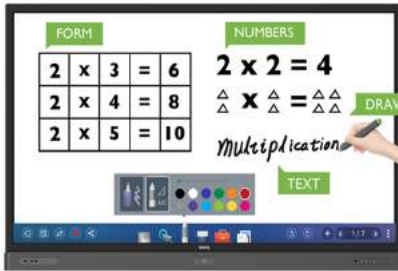 FORM
NUMBERS
2 x 3 = 6
2 x 4 = 8
2 x 5 = 10
2 x 2 = 4
x =
DRAW
multiplication
TEXT
1/7
BenQ